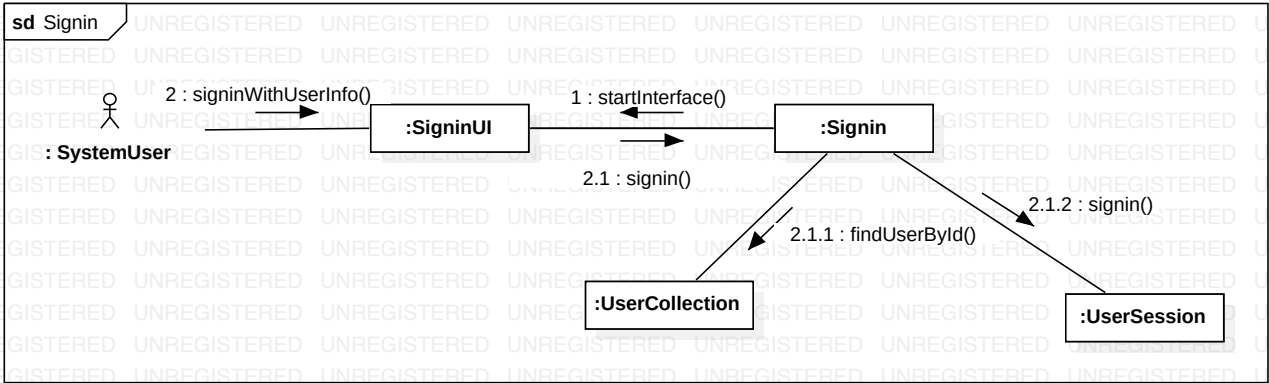 sd Signin
2 : signinWithUserInfo()
1 : startInterface()
:SigninUI
:Signin
: SystemUser
2.1 : signin()
2.1.2 : signin()
2.1.1 : findUserById()
:UserCollection
:UserSession
UNREGISTERED